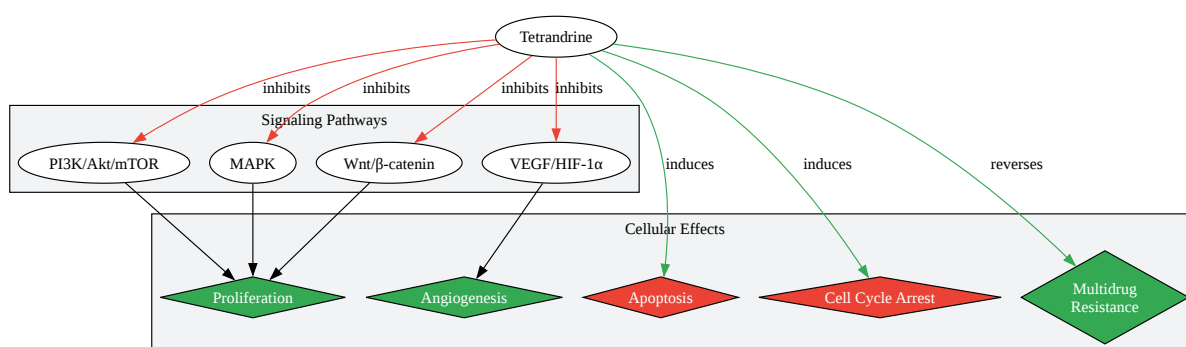 Tetrandrine
inhibits inhibits inhibits inhibits
Signaling Pathways
PI3K/Akt/mTOR MAPK Wnt/β-catenin VEGF/HIF-1α induces induces reverses
Cellular Effects
Proliferation Angiogenesis Apoptosis Cell Cycle Arrest Multidrug
Resistance